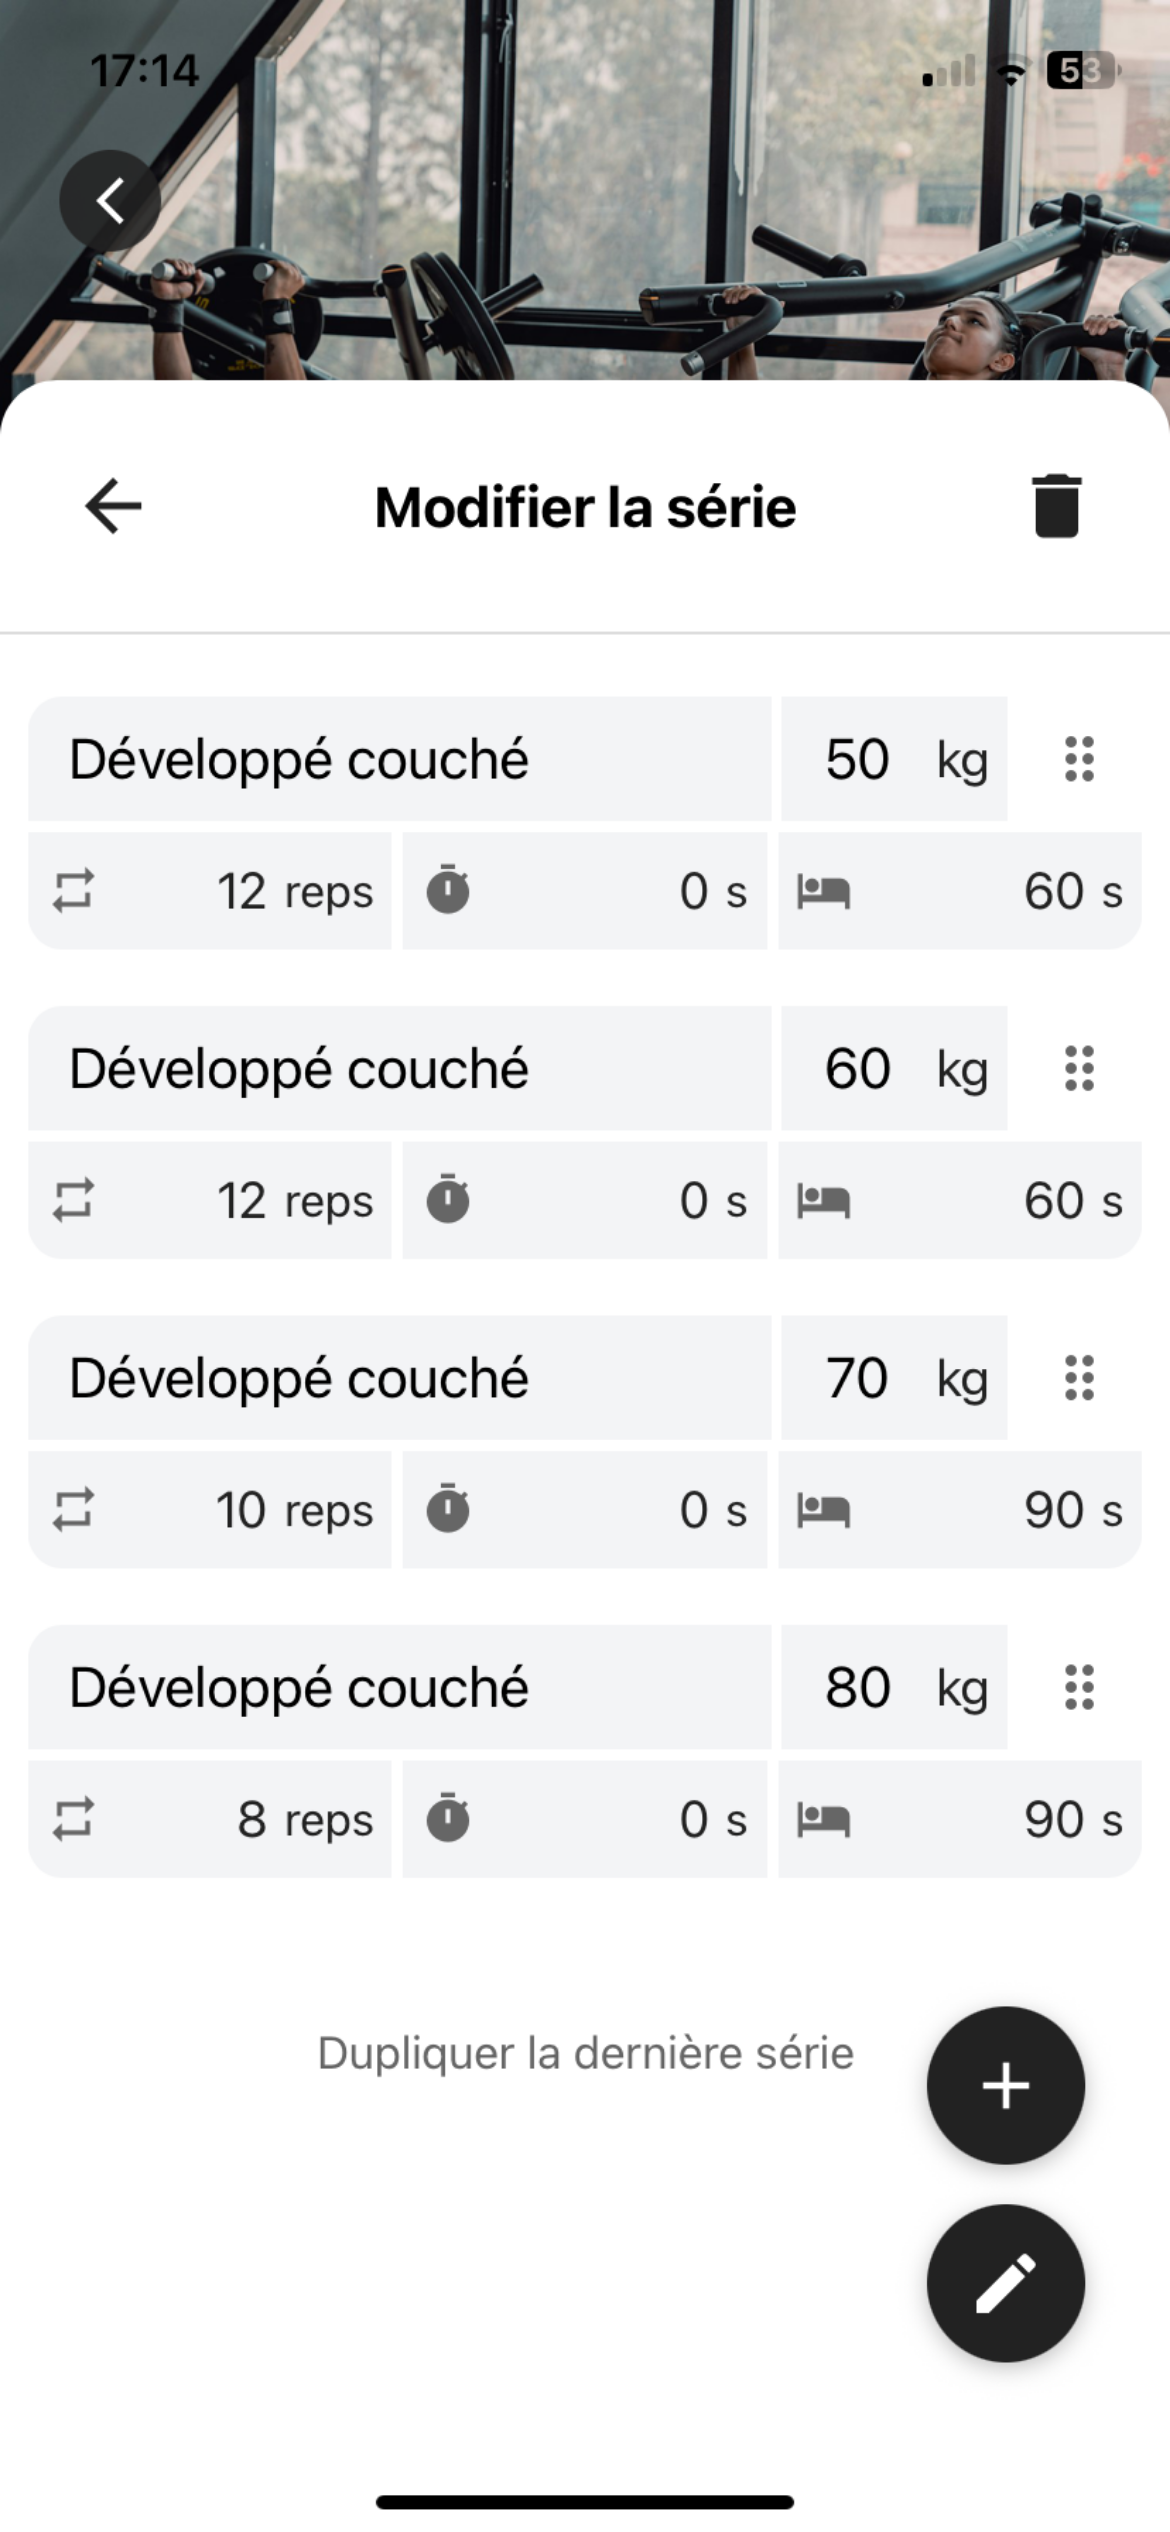 17:14
53
Modifier la série
Développé couché 50 kg
12 reps 0 s 60 s
Développé couché 60 kg
12 reps 0 s 60 s
Développé couché 70 kg
10 reps 0 s 90 s
Développé couché 80 kg
8 reps 0 s 90 s
Dupliquer la dernière série